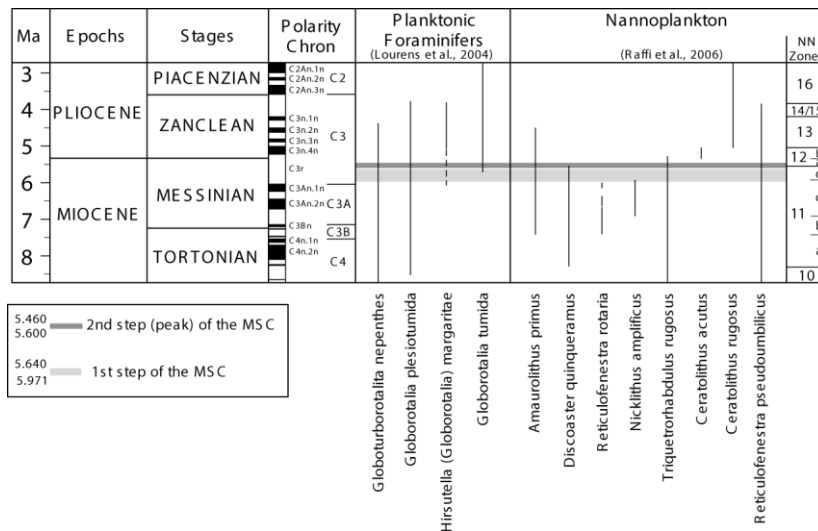 Ma
Epochs
Stages
Polarity
Chron
Planktonic
Foraminifers
(Lourens et al., 2004)
Nannoplankton
(Raffi et al., 2006)
NN
Zone
3
4
5
6
7
8
PLIOCENE
MIOCENE
PIACENZIAN
ZANCLEAN
MESSINIAN
TORTONIAN
C2An.1n
C2An.2n
C2An.3n
C3n.1n
C3n.2n
C3n.3n
C3n.4n
C3r
C3An.1n
C3An.2n
C3Bn
C4n.1n
C4n.2n
C2
C3
C3A
C3B
C4
16
14/15
13
12
11
10
5.460
5.600
2nd step (peak) of the MSC
5.640
5.971
1st step of the MSC
Globoturborotalita nepenthes
Globorotalia plesiotumida
Hirsutella (Globorotalia) margaritae
Globorotalia tumida
Amaurolithus primus
Discoaster quinqueramus
Reticulofenestra rotaria
Nicklithus amplificus
Triquetrorhabdulus rugosus
Ceratolithus acutus
Ceratolithus rugosus
Reticulofenestra pseudoumbilicus